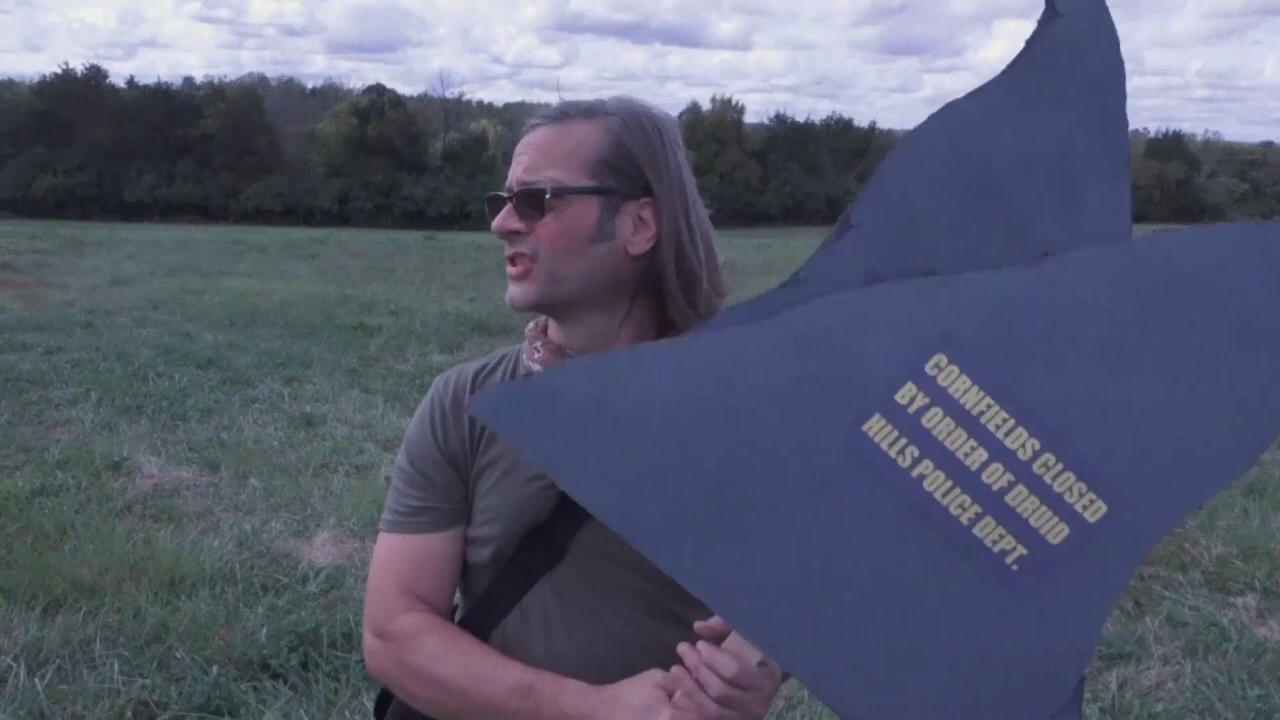 CORNFIELDS CLOSED
BY ORDER OF DRUID
HILLS POLICE DEPT.